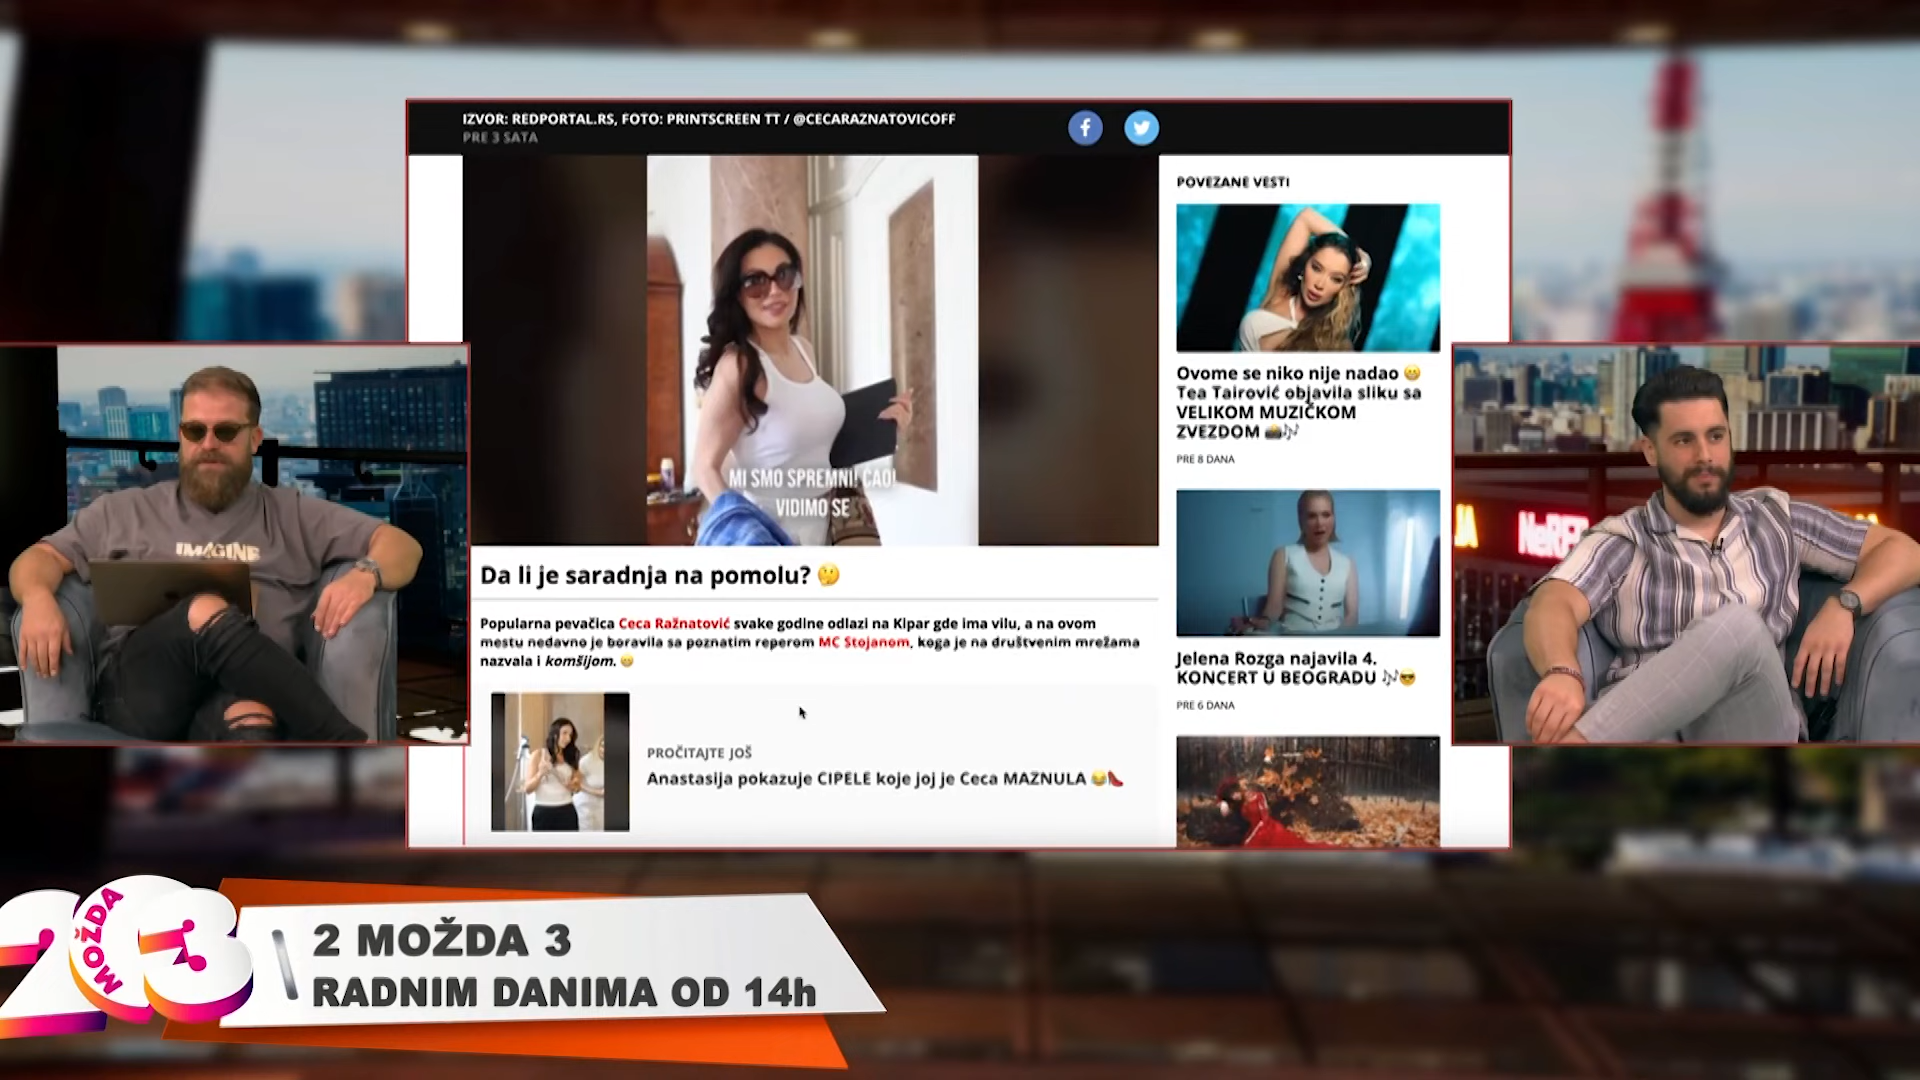 IZVOR: REDPORTAL.RS, FOTO: PRINTSCREEN TT / @CECARAZNATOVICOFF
PRE 3 SATA
MI SMO SPREMNI! ĆAO!
VIDIMO SE
Da li je saradnja na pomolu? 🤔
Popularna pevačica Ceca Ražnatović svake godine odlazi na Kipar gde ima vilu, a na ovom
mestu nedavno je boravila sa poznatim reperom MC Stojanom, koga je na društvenim mrežama
nazvala i komšijom. 😀
PROČITAJTE JOŠ
Anastasija pokazuje CIPELE koje joj je Ceca MAZNULA 😂👠
POVEZANE VESTI
Ovome se niko nije nadao 😀
Tea Tairović objavila sliku sa
VELIKOM MUZIČKOM
ZVEZDOM 📸🎶
PRE 8 DANA
Jelena Rozga najavila 4.
KONCERT U BEOGRADU 🎶😎
PRE 6 DANA
IMAGINE
JA
2 MOŽDA 3
2 MOŽDA 3
RADNIM DANIMA OD 14h